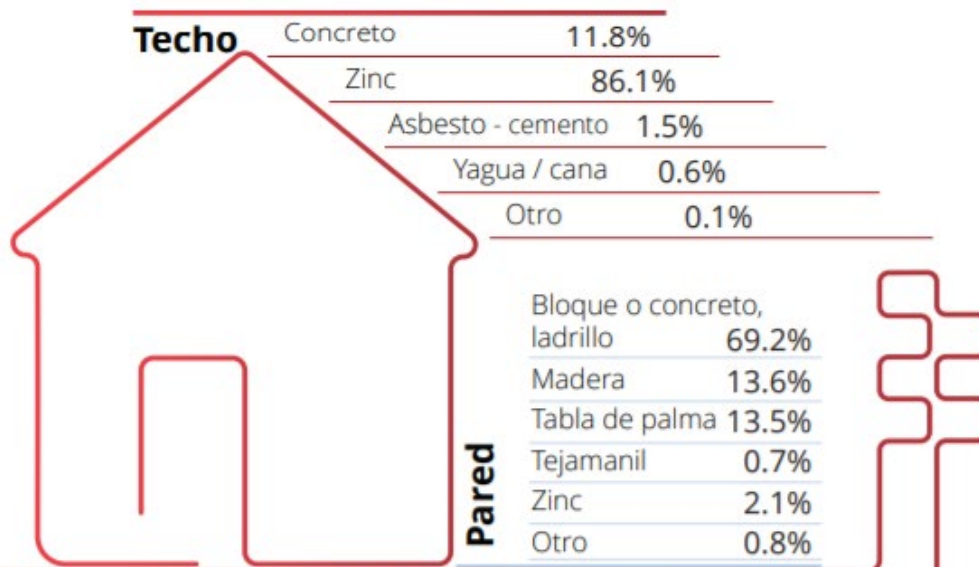 Techo
Concreto 11.8%
Zinc 86.1%
Asbesto - cemento 1.5%
Yagua / cana 0.6%
Otro 0.1%
Pared
Bloque o concreto,
ladrillo 69.2%
Madera 13.6%
Tabla de palma 13.5%
Tejamanil 0.7%
Zinc 2.1%
Otro 0.8%